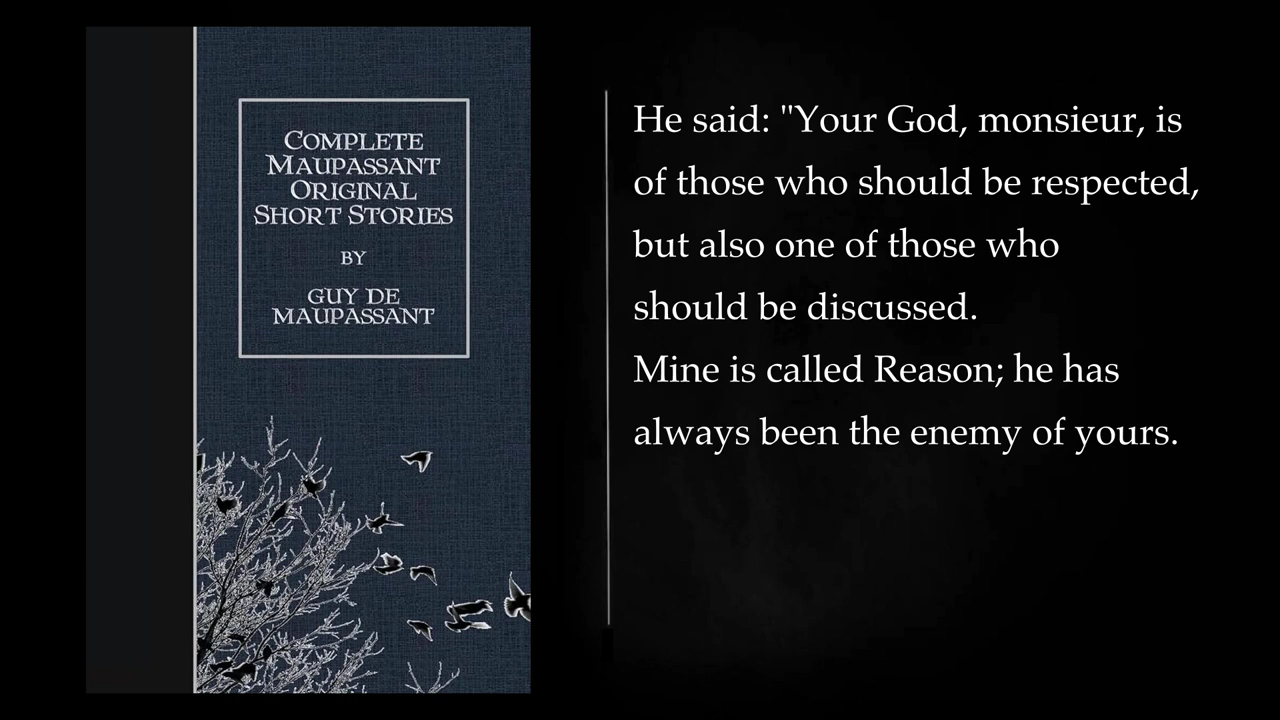 COMPLETE
MAUPASSANT
ORIGINAL
SHORT STORIES
BY
GUY DE
MAUPASSANT
He said: "Your God, monsieur, is
of those who should be respected,
but also one of those who
should be discussed.
Mine is called Reason; he has
always been the enemy of yours.